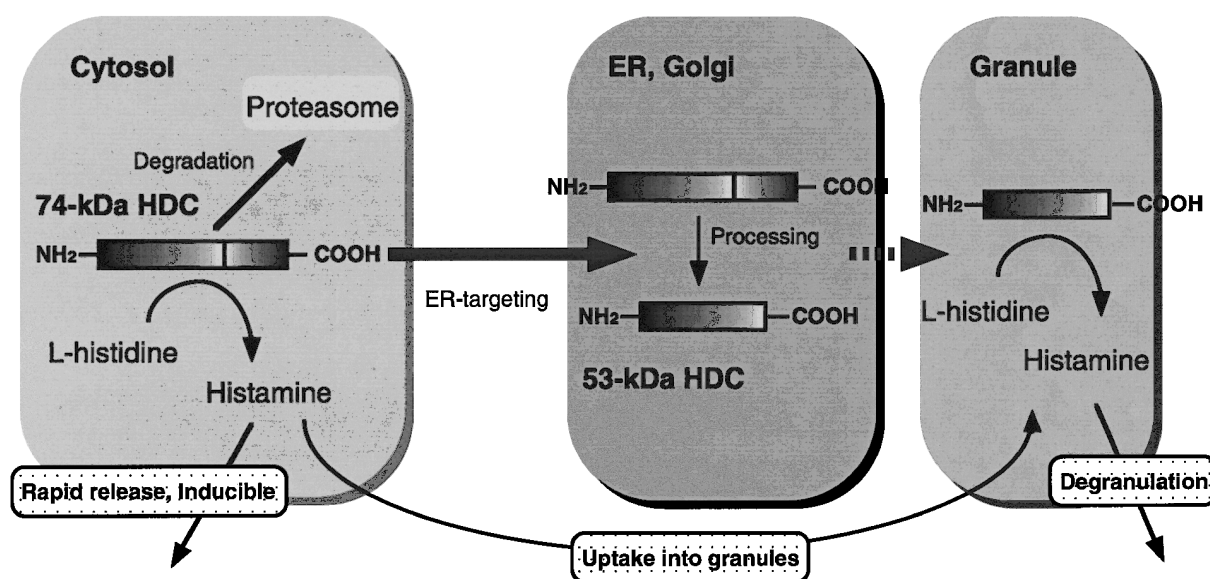 Cytosol
Proteasome
Degradation
74-kDa HDC
NH2
COOH
L-histidine
Histamine
Rapid release, Inducible
ER-targeting
ER, Golgi
NH2
COOH
Processing
NH2
COOH
53-kDa HDC
Uptake into granules
Granule
NH2
COOH
L-histidine
Histamine
Degranulation